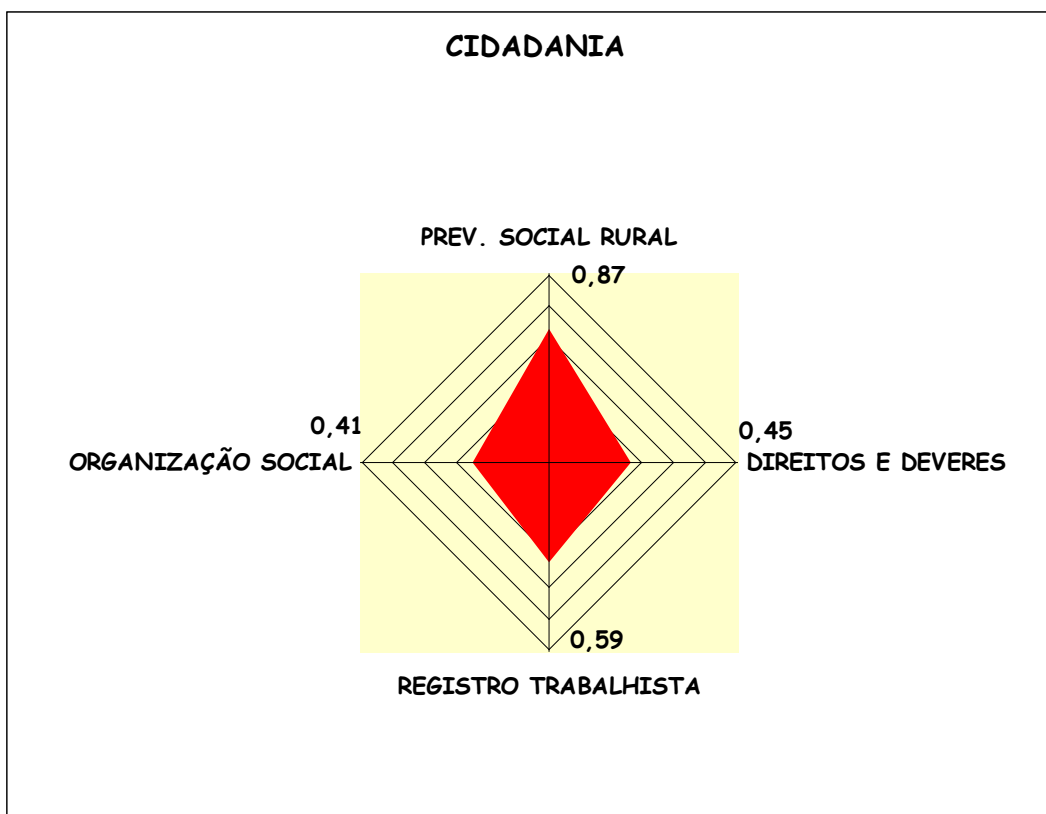 CIDADANIA
PREV. SOCIAL RURAL
0,87
0,41
0,45
ORGANIZAÇÃO SOCIAL
DIREITOS E DEVERES
0,59
REGISTRO TRABALHISTA